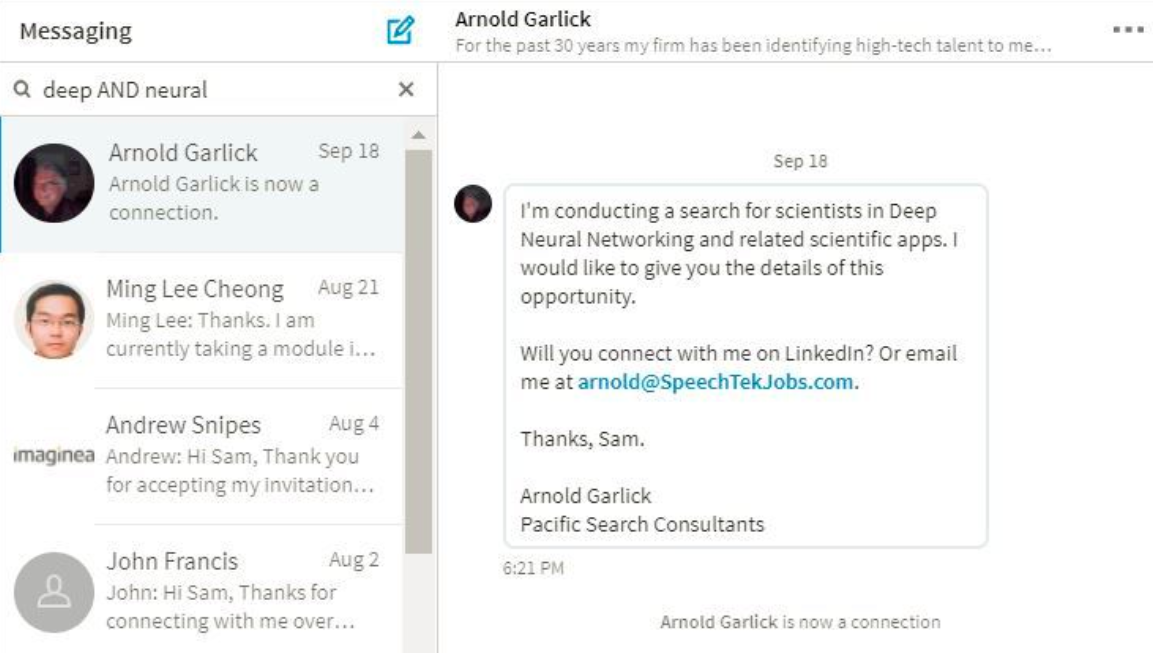 Messaging
deep AND neural
Arnold Garlick
Sep 18
Arnold Garlick is now a
connection.
Ming Lee Cheong
Aug 21
Ming Lee: Thanks. I am
currently taking a module i...
imaginea
Andrew Snipes
Aug 4
Andrew: Hi Sam, Thank you
for accepting my invitation...
John Francis
Aug 2
John: Hi Sam, Thanks for
connecting with me over...
Arnold Garlick
For the past 30 years my firm has been identifying high-tech talent to me...
Sep 18
I'm conducting a search for scientists in Deep
Neural Networking and related scientific apps. I
would like to give you the details of this
opportunity.
Will you connect with me on LinkedIn? Or email
me at arnold@SpeechTekJobs.com.
Thanks, Sam.
Arnold Garlick
Pacific Search Consultants
6:21 PM
Arnold Garlick is now a connection